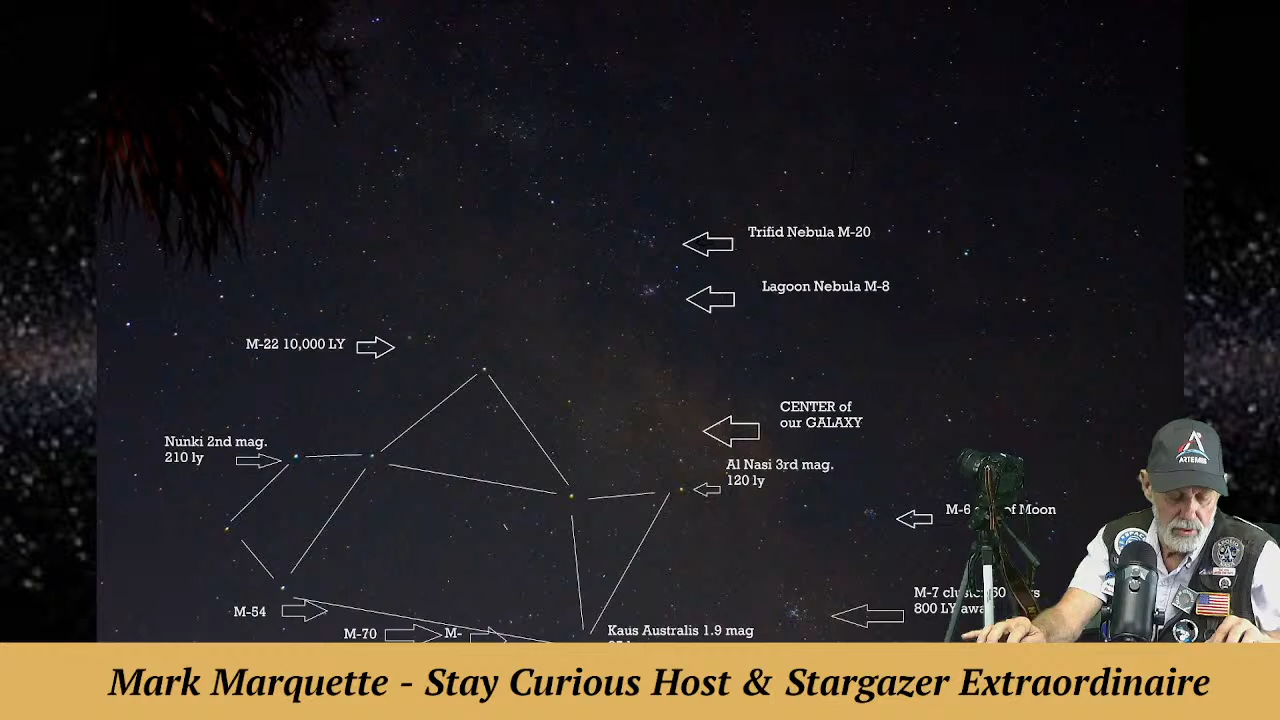 Trifid Nebula M-20
Lagoon Nebula M-8
M-22 10,000 LY
CENTER of
our GALAXY
Nunki 2nd mag.
210 ly
Al Nasi 3rd mag.
120 ly
M-6 of Moon
M-7
800 LY away
M-54
M-70
M-
Kaus Australis 1.9 mag
ARTEMIS
Mark Marquette - Stay Curious Host & Stargazer Extraordinaire